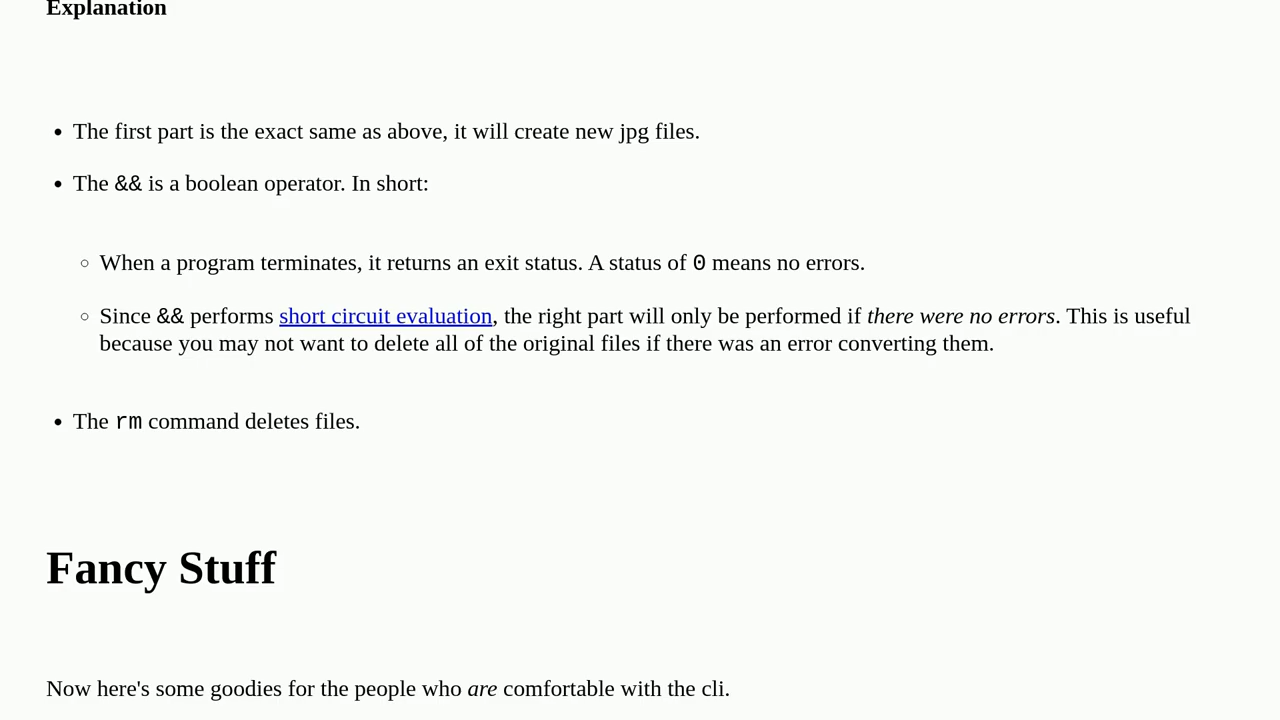 Explanation
The first part is the exact same as above, it will create new jpg files.
The && is a boolean operator. In short:
When a program terminates, it returns an exit status. A status of 0 means no errors.
Since && performs short circuit evaluation, the right part will only be performed if there were no errors. This is useful
because you may not want to delete all of the original files if there was an error converting them.
The rm command deletes files.
Fancy Stuff
Now here's some goodies for the people who are comfortable with the cli.